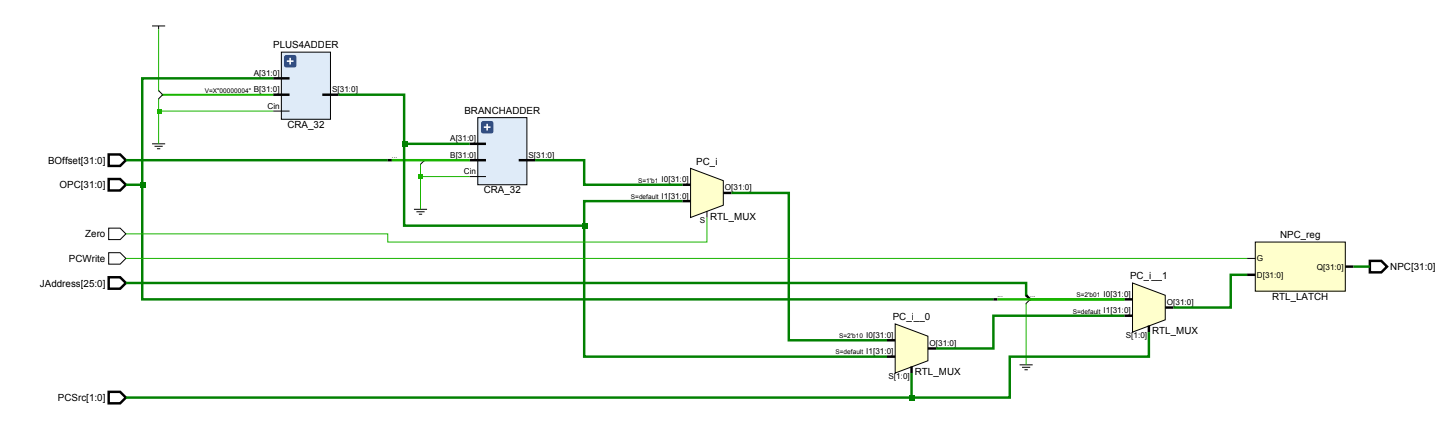 PLUS4ADDER
A[31:0]
V=X"00000004" B[31:0]
S[31:0]
Cin
CRA_32
BRANCHADDER
A[31:0]
B[31:0]
S[31:0]
Cin
CRA_32
BOffset[31:0]
...
OPC[31:0]
PC_i
S=1'b1 I0[31:0]
O[31:0]
S=default I1[31:0]
S
RTL_MUX
Zero
PCWrite
JAddress[25:0]
NPC_reg
G
Q[31:0]
D[31:0]
RTL_LATCH
NPC[31:0]
PC_i__1
... ...
S=2'b01 I0[31:0]
O[31:0]
S=default I1[31:0]
S[1:0]
RTL_MUX
PC_i__0
S=2'b10 I0[31:0]
O[31:0]
S=default I1[31:0]
S[1:0]
RTL_MUX
PCSrc[1:0]